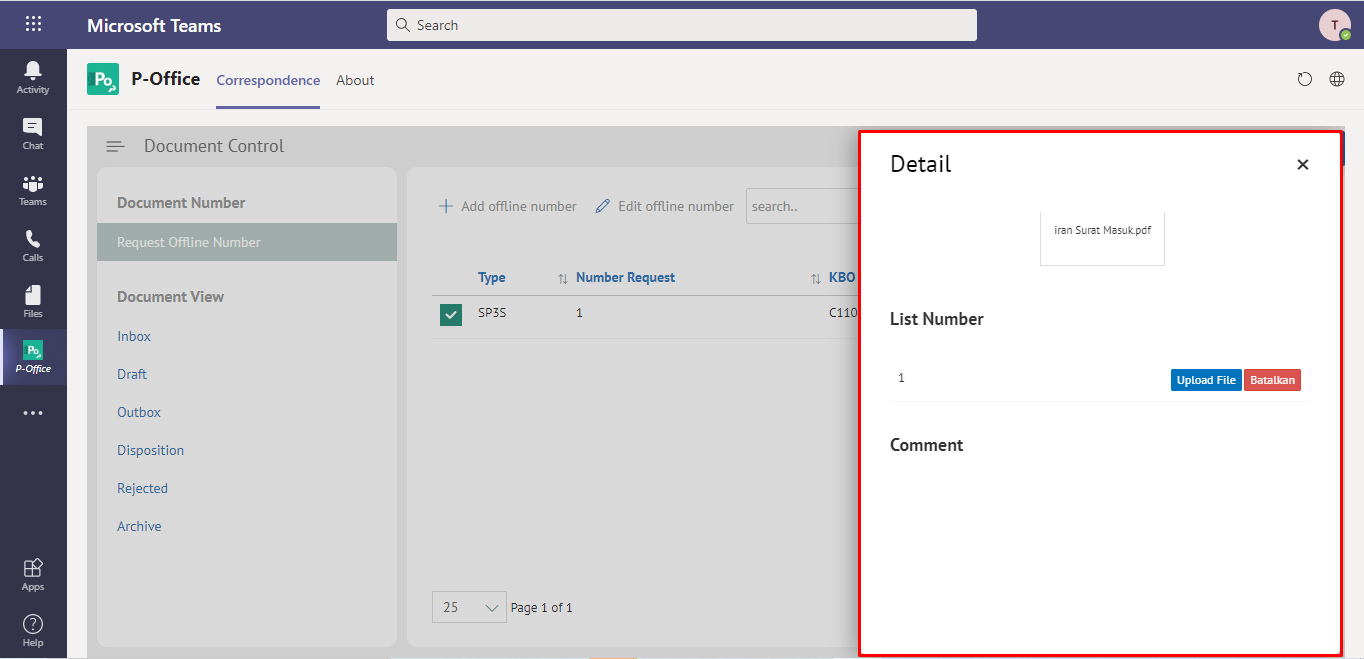 Microsoft Teams
Search
T
Activity
Chat
Teams
Calls
Files
P-Office
Apps
Help
Po
P-Office
Correspondence
About
Document Control
Document Number
Request Offline Number
Document View
Inbox
Draft
Outbox
Disposition
Rejected
Archive
Add offline number
Edit offline number
search..
Type
Number Request
KBO
SP3S
1
C110
25
Page 1 of 1
Detail
iran Surat Masuk.pdf
List Number
1
Upload File
Batalkan
Comment